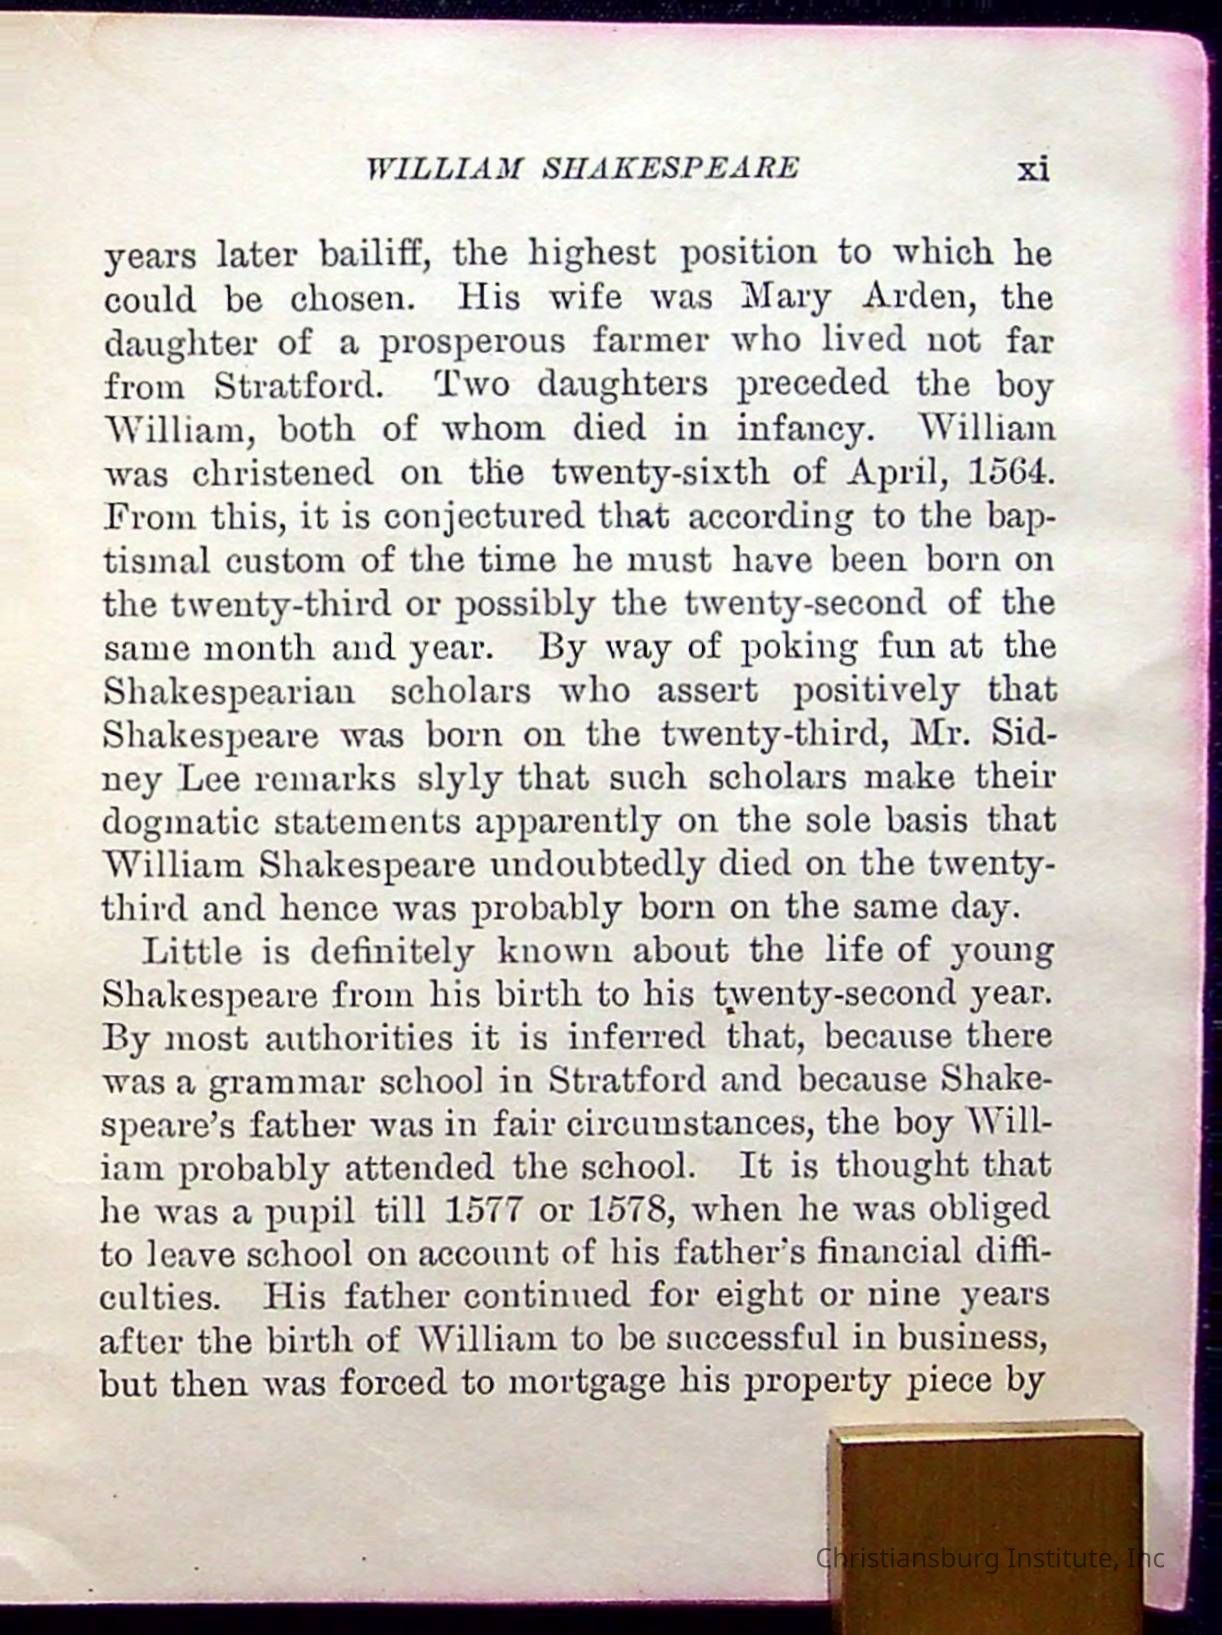 WILLIAM SHAKESPEARE xi
years later bailiff, the highest position to which he
could be chosen. His wife was Mary Arden, the
daughter of a prosperous farmer who lived not far
from Stratford. Two daughters preceded the boy
William, both of whom died in infancy. William
was christened on the twenty-sixth of April, 1564.
From this, it is conjectured that according to the bap-
tismal custom of the time he must have been born on
the twenty-third or possibly the twenty-second of the
same month and year. By way of poking fun at the
Shakespearian scholars who assert positively that
Shakespeare was born on the twenty-third, Mr. Sid-
ney Lee remarks slyly that such scholars make their
dogmatic statements apparently on the sole basis that
William Shakespeare undoubtedly died on the twenty-
third and hence was probably born on the same day.
Little is definitely known about the life of young
Shakespeare from his birth to his twenty-second year.
By most authorities it is inferred that, because there
was a grammar school in Stratford and because Shake-
speare's father was in fair circumstances, the boy Will-
iam probably attended the school. It is thought that
he was a pupil till 1577 or 1578, when he was obliged
to leave school on account of his father's financial diffi-
culties. His father continued for eight or nine years
after the birth of William to be successful in business,
but then was forced to mortgage his property piece by
Christiansburg Institute, Inc